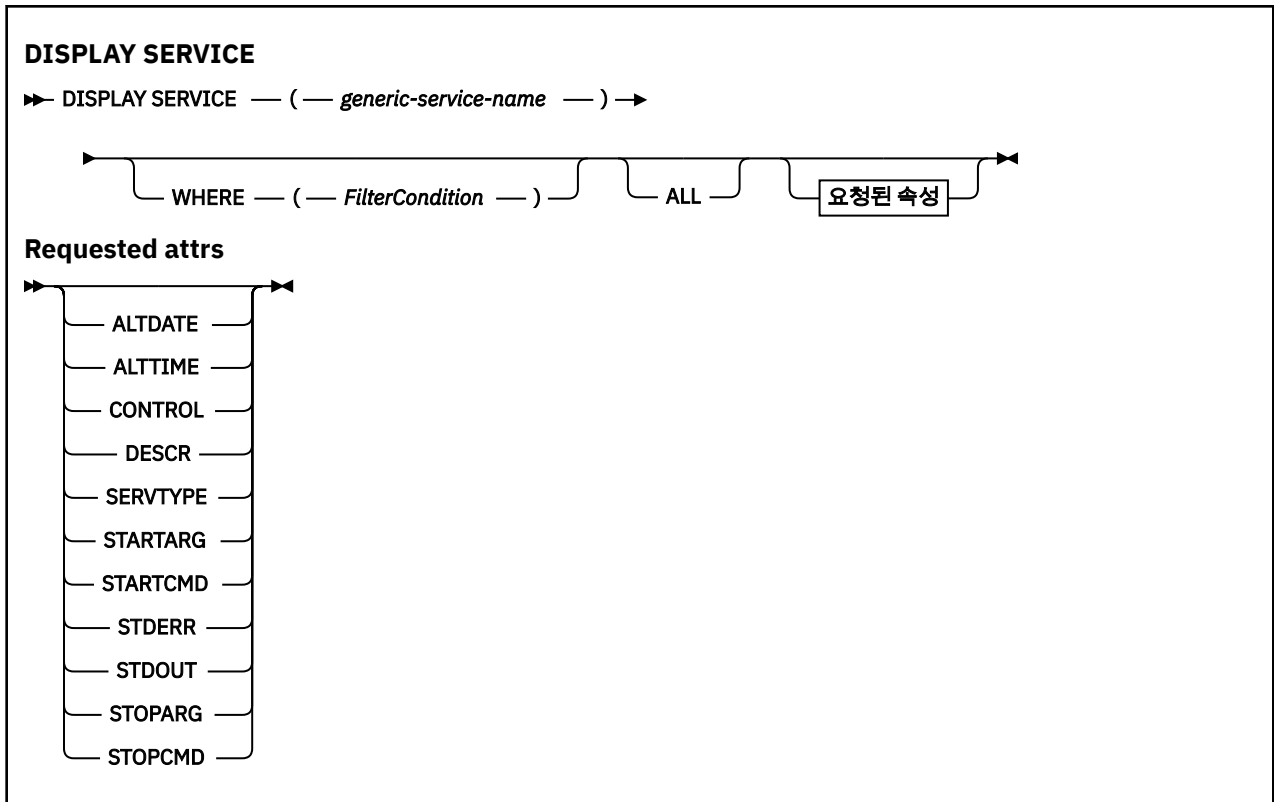 DISPLAY SERVICE
DISPLAY SERVICE ( generic-service-name )
WHERE ( FilterCondition ) ALL 요청된 속성
Requested attrs
ALTDATE
ALTTIME
CONTROL
DESCR
SERVTYPE
STARTARG
STARTCMD
STDERR
STDOUT
STOPARG
STOPCMD